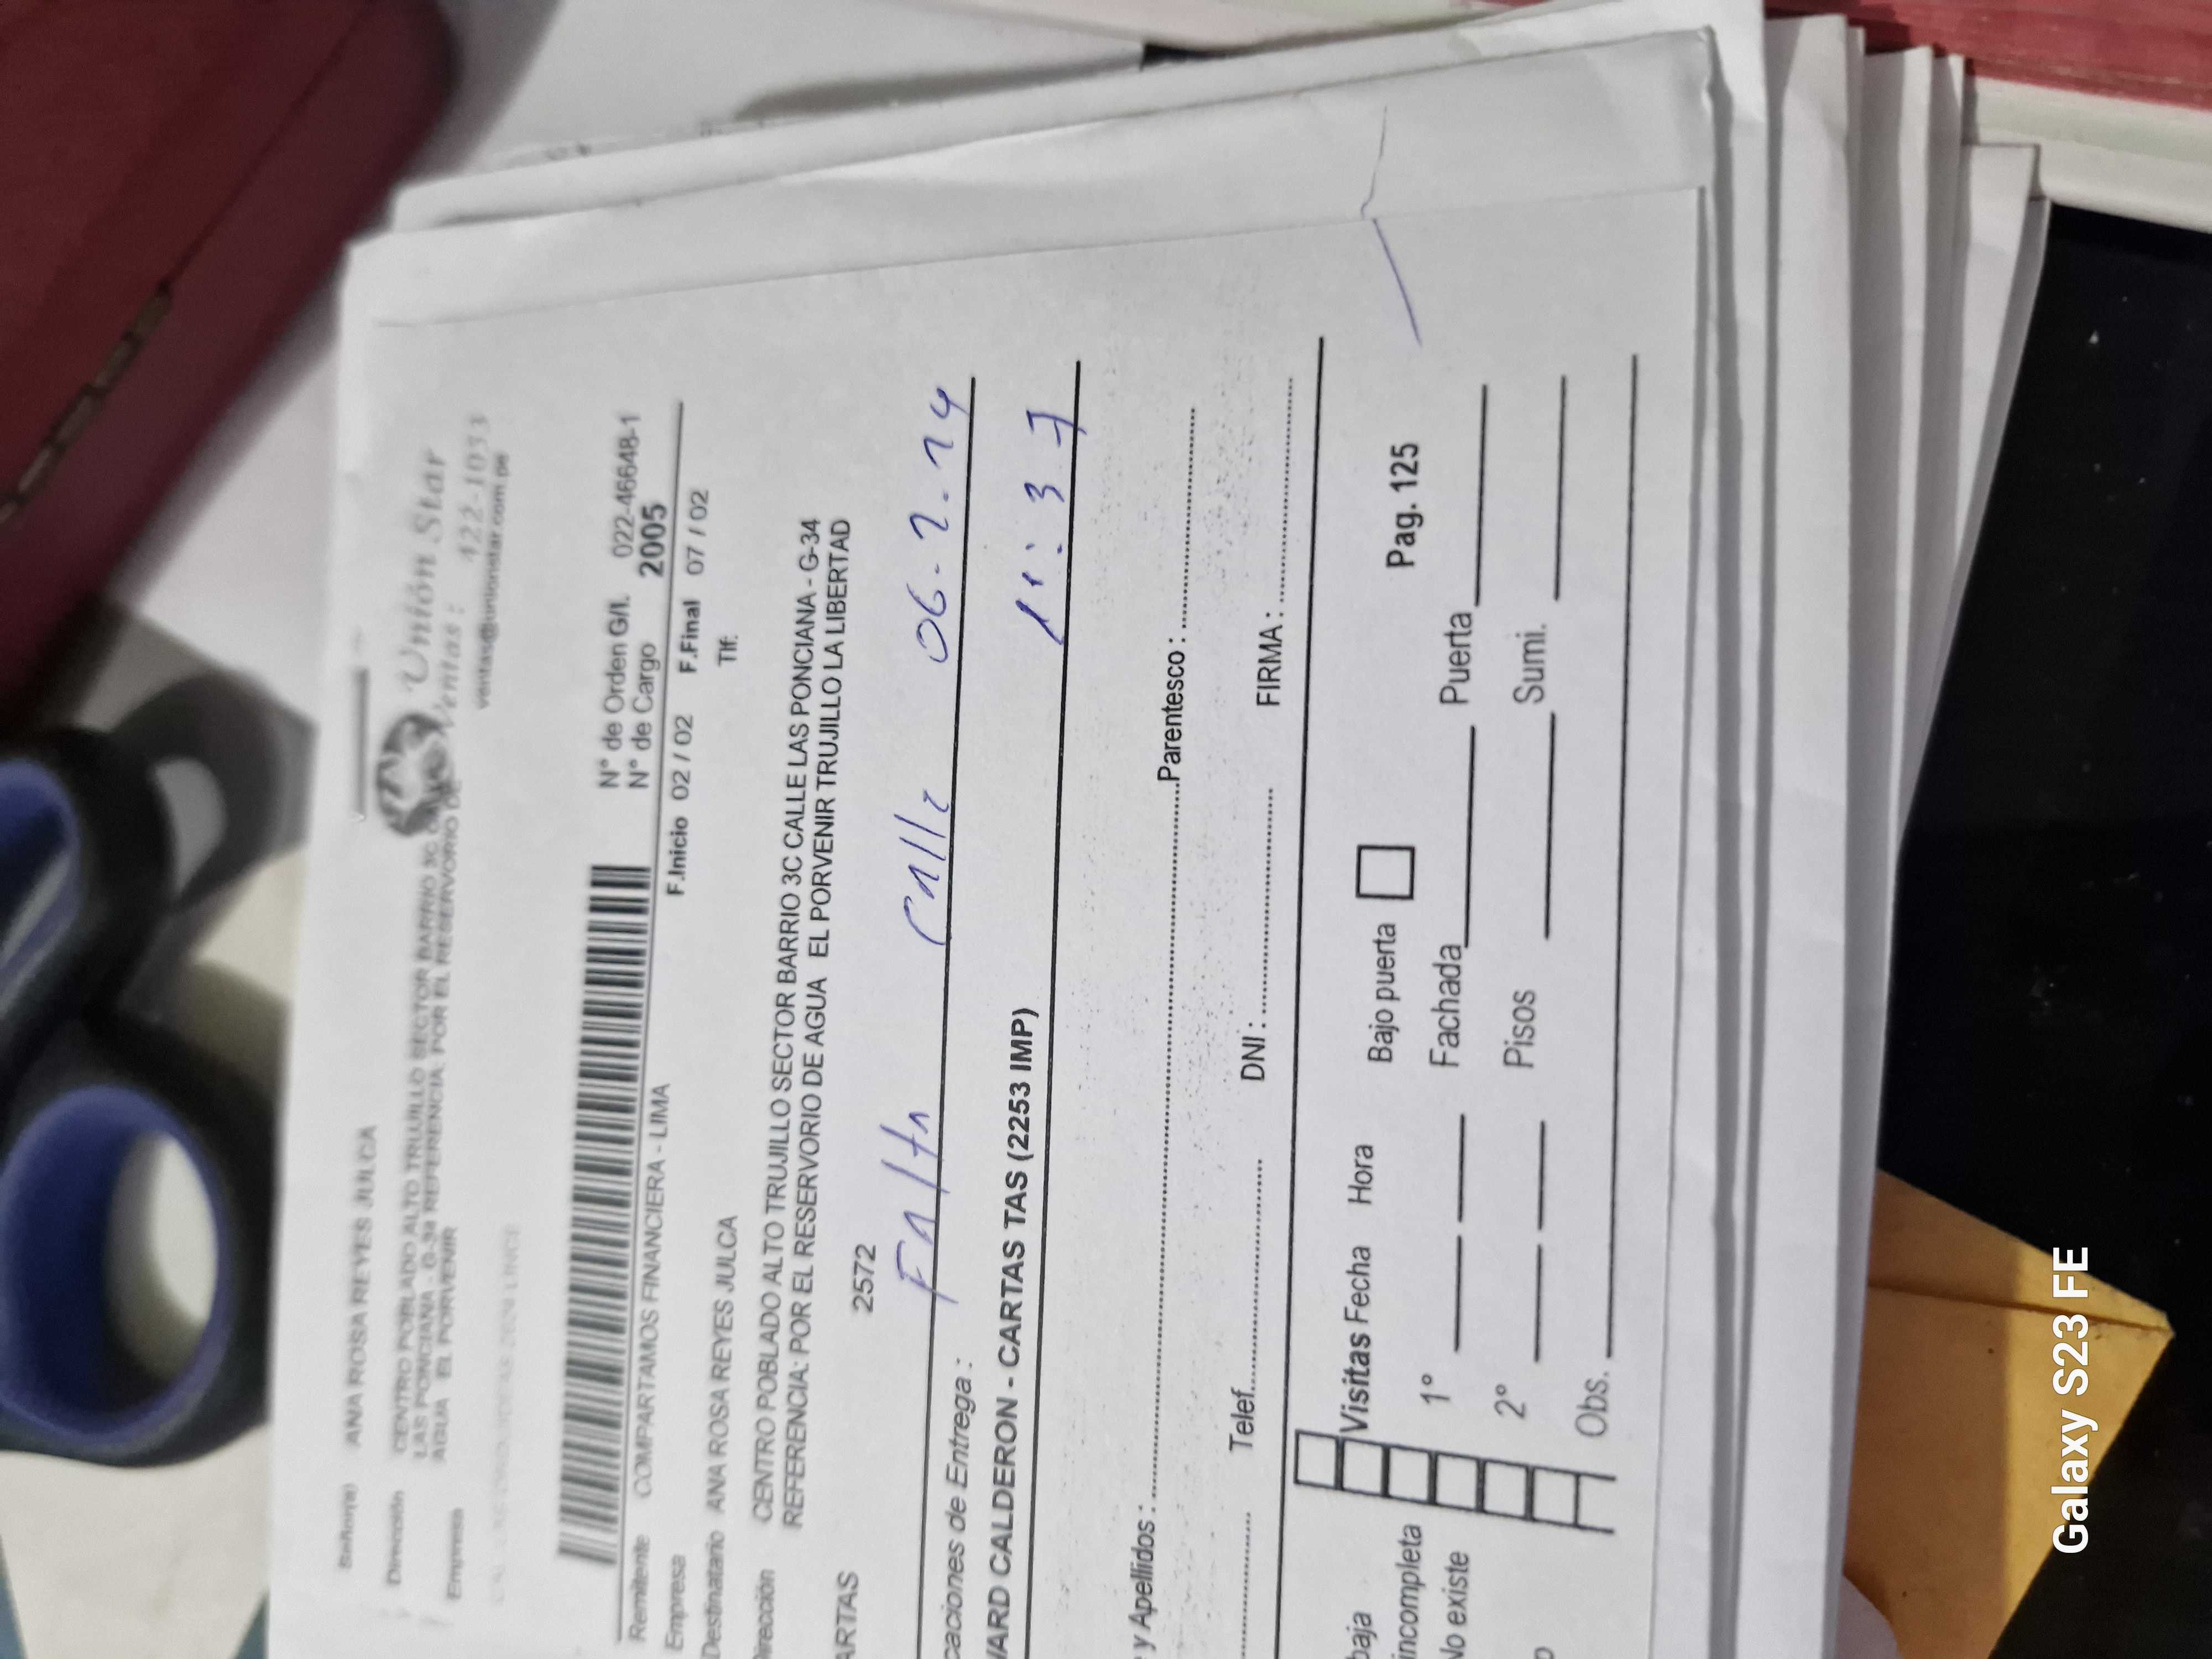 Unión Star
Ventas : 422-1033
ventas@unionstar.com.pe
Señor(a) ANA ROSA REYES JULCA
Dirección CENTRO POBLADO ALTO TRUJILLO SECTOR BARRIO 3C
LAS PONCIANA - G-34 REFERENCIA: POR EL RESERVORIO DE
AGUA EL PORVENIR
Empresa
N° de Orden G/I. 022-46648-1
N° de Cargo 2005
Remitente COMPARTAMOS FINANCIERA - LIMA
F.Inicio 02 / 02 F.Final 07 / 02
Empresa
Tlf.
Destinatario ANA ROSA REYES JULCA
Dirección CENTRO POBLADO ALTO TRUJILLO SECTOR BARRIO 3C CALLE LAS PONCIANA - G-34
REFERENCIA: POR EL RESERVORIO DE AGUA EL PORVENIR TRUJILLO LA LIBERTAD
ARTAS 2572
Falta Calle 06-2-24
caciones de Entrega :
WARD CALDERON - CARTAS TAS (2253 IMP) 11:37
y Apellidos : Parentesco :
Telef. DNI : FIRMA :
Visitas Fecha Hora Bajo puerta Pag. 125
baja
incompleta 1° Fachada Puerta
No existe 2° Pisos Sumi.
Obs.
Galaxy S23 FE